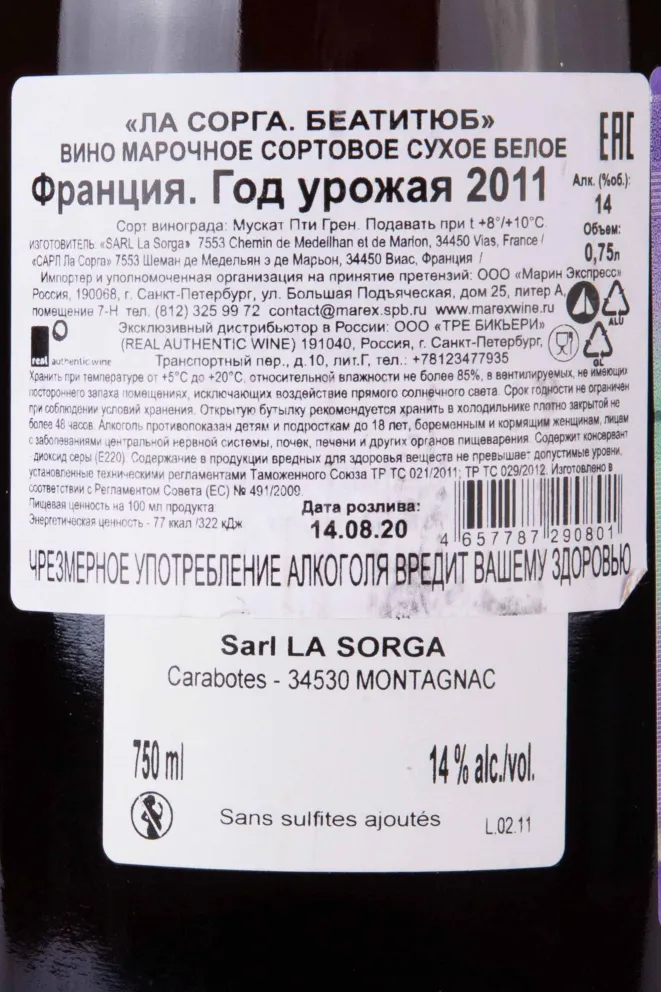 «ЛА СОРГА. БЕАТИТЮБ»
ВИНО МАРОЧНОЕ СОРТОВОЕ СУХОЕ БЕЛОЕ
EAC
Франция. Год урожая 2011
Алк. (%об.):
14
Объем:
0,75л
Сорт винограда: Мускат Пти Грен. Подавать при t +8°/+10°C
ИЗГОТОВИТЕЛЬ: «SARL La Sorga» 7553 Chemin de Medeilhan et de Marlon, 34450 Vias, France /
«САРЛ Ла Сорга» 7553 Шеман де Медельян э де Марьон, 34450 Виас, Франция /
Импортер и уполномоченная организация на принятие претензий: ООО «Марин Экспресс»
Россия, 190068, г. Санкт-Петербург, ул. Большая Подъяческая, дом 25, литер А,
помещение 7-Н тел. (812) 325 99 72 contact@marex.spb.ru www.marexwine.ru
ALU
Эксклюзивный дистрибьютор в России: ООО «ТРЕ БИКЬЕРИ»
(REAL AUTHENTIC WINE) 191040, Россия, г. Санкт-Петербург,
real authentic wine
Транспортный пер., д.10, лит.Г, тел.: +78123477935
GL
Хранить при температуре от +5°С до +20°С, относительной влажности не более 85%, в вентилируемых, не имеющих
постороннего запаха помещениях, исключающих воздействие прямого солнечного света. Срок годности не ограничен
при соблюдении условий хранения. Открытую бутылку рекомендуется хранить в холодильнике плотно закрытой не
более 48 часов. Алкоголь противопоказан детям и подросткам до 18 лет, беременным и кормящим женщинам, лицам
с заболеваниями центральной нервной системы, почек, печени и других органов пищеварения. Содержит консервант
- диоксид серы (Е220). Содержание в продукции вредных для здоровья веществ не превышает допустимые уровни,
установленные техническими регламентами Таможенного Союза ТР ТС 021/2011; ТР ТС 029/2012. Изготовлено в
соответствии с Регламентом Совета (ЕС) № 491/2009.
Пищевая ценность на 100 мл продукта
Энергетическая ценность - 77 ккал /322 кДж
Дата розлива:
14.08.20
4 657787 290801
ЧРЕЗМЕРНОЕ УПОТРЕБЛЕНИЕ АЛКОГОЛЯ ВРЕДИТ ВАШЕМУ ЗДОРОВЬЮ
Sarl LA SORGA
Carabotes - 34530 MONTAGNAC
750 ml
14 % alc./vol.
Sans sulfites ajoutés
L.02.11